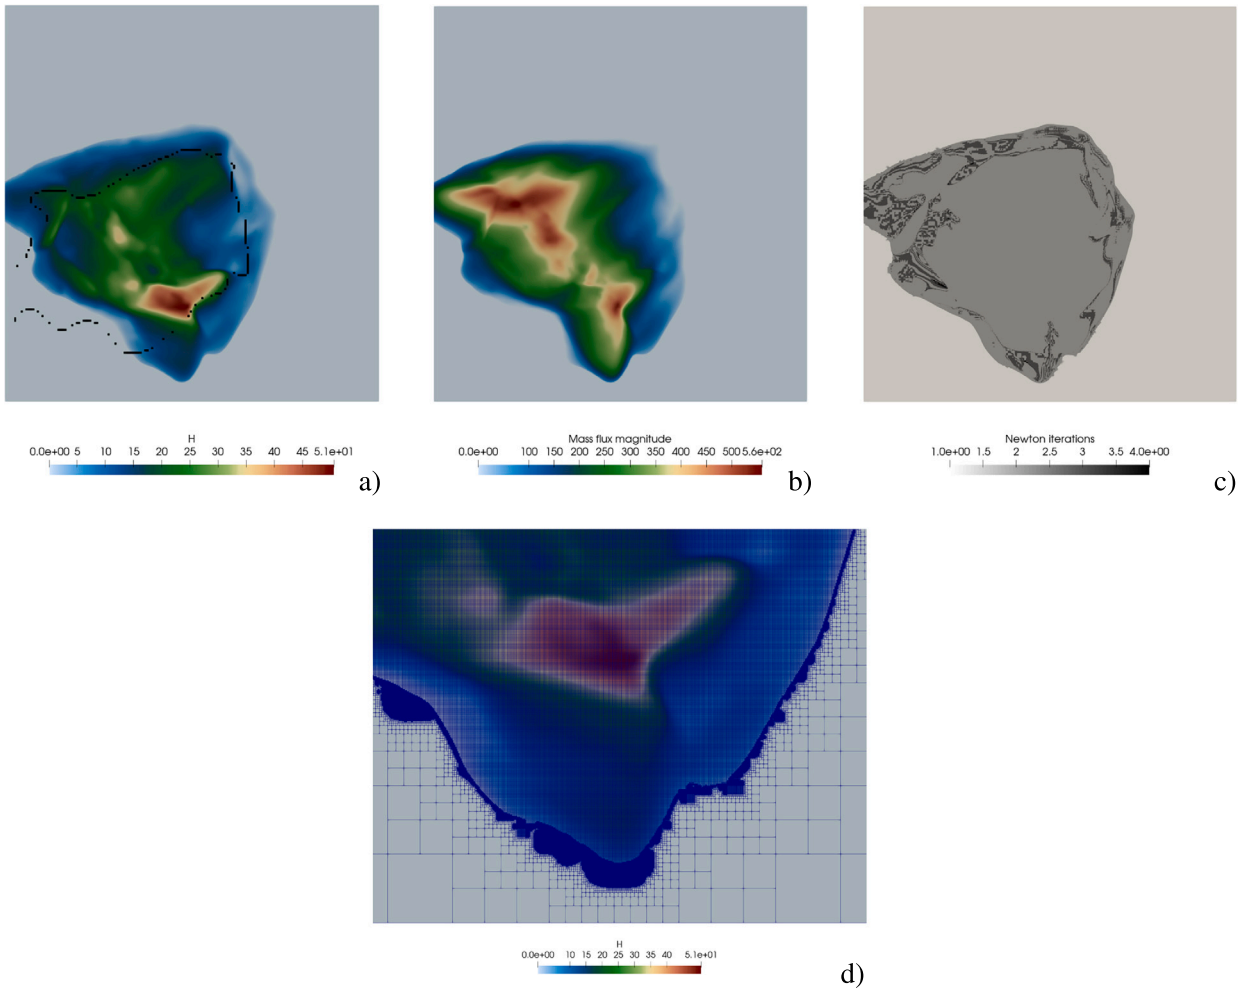 H
0.0e+00 5 10 15 20 25 30 35 40 45 5.1e+01
a)
Mass flux magnitude
0.0e+00 100 150 200 250 300 350 400 450 500 5.6e+02
b)
Newton iterations
1.0e+00 1.5 2 2.5 3 3.5 4.0e+00
c)
H
0.0e+00 10 15 20 25 30 35 40 5.1e+01
d)